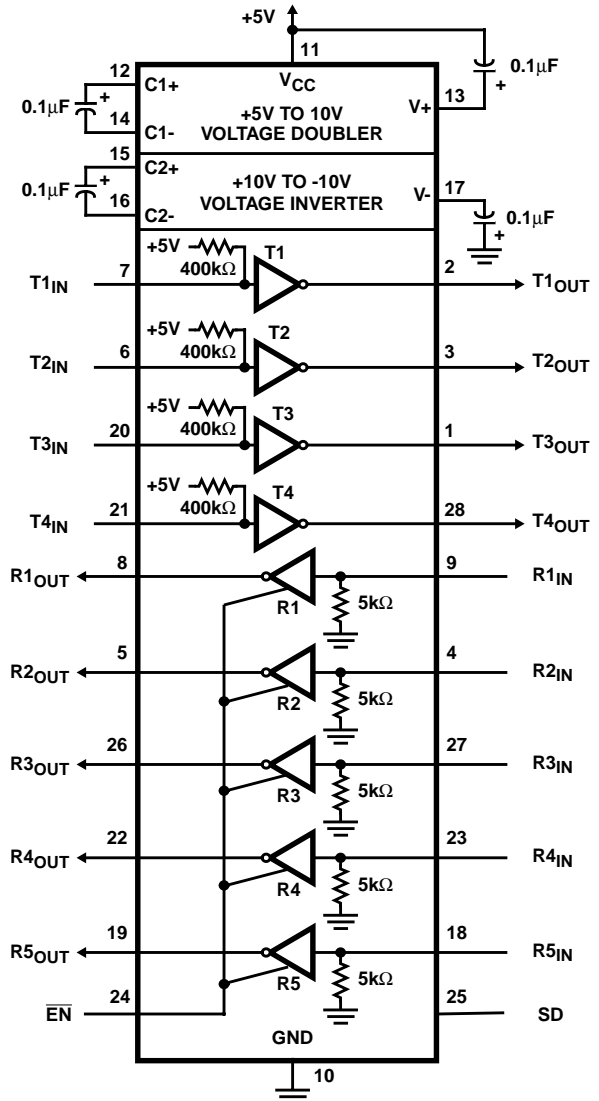 +5V
11
12
C1+
VCC
0.1µF
+
0.1µF
+
V+
13
+5V TO 10V
VOLTAGE DOUBLER
14
C1-
15
C2+
0.1µF
+
+10V TO -10V
VOLTAGE INVERTER
V-
17
16
C2-
0.1µF
+
+5V
400kΩ
T1
T1IN
7
2
T1OUT
+5V
400kΩ
T2
T2IN
6
3
T2OUT
+5V
400kΩ
T3
T3IN
20
1
T3OUT
+5V
400kΩ
T4
T4IN
21
28
T4OUT
R1OUT
8
9
R1IN
R1
5kΩ
R2OUT
5
4
R2IN
R2
5kΩ
R3OUT
26
27
R3IN
R3
5kΩ
R4OUT
22
23
R4IN
R4
5kΩ
R5OUT
19
18
R5IN
R5
5kΩ
EN
24
25
SD
GND
10